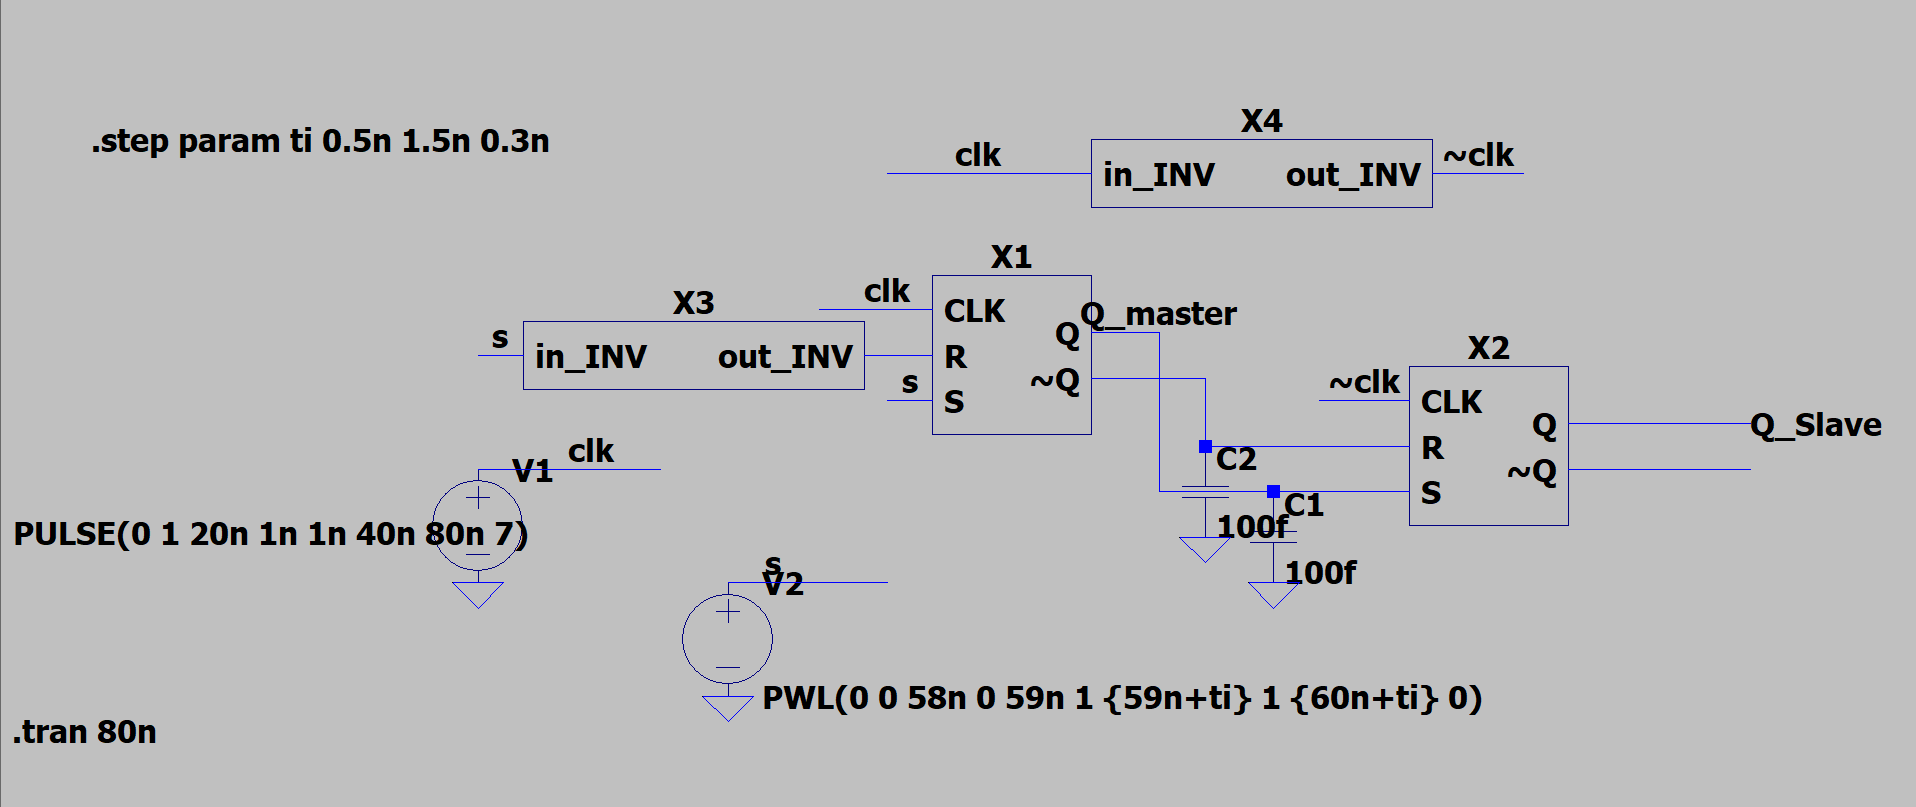 X4
.step param ti 0.5n 1.5n 0.3n
clk
~clk
in_INV
out_INV
X1
X3
clk
CLK
Q_master
s
in_INV
out_INV
R
Q
s
S
~Q
X2
~clk
CLK
Q
Q_Slave
R
~Q
S
clk
V1
C2
C1
PULSE(0 1 20n 1n 1n 40n 80n 7)
100f
100f
s
V2
PWL(0 0 58n 0 59n 1 {59n+ti} 1 {60n+ti} 0)
.tran 80n